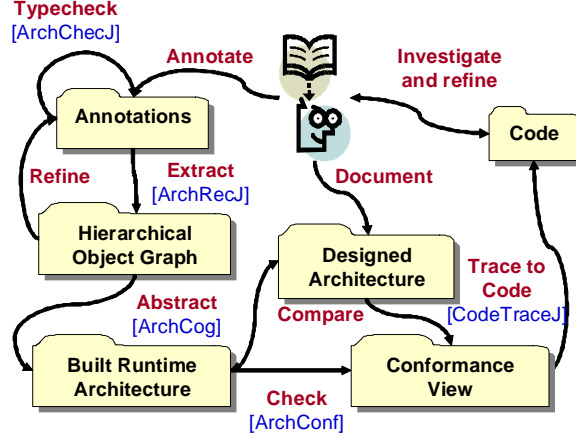 Typecheck
[ArchChecJ]
Annotate
Investigate
and refine
Annotations
Code
Refine
Extract
[ArchRecJ]
Document
Hierarchical
Object Graph
Designed
Architecture
Trace to
Code
[CodeTraceJ]
Abstract
[ArchCog]
Compare
Built Runtime
Architecture
Conformance
View
Check
[ArchConf]